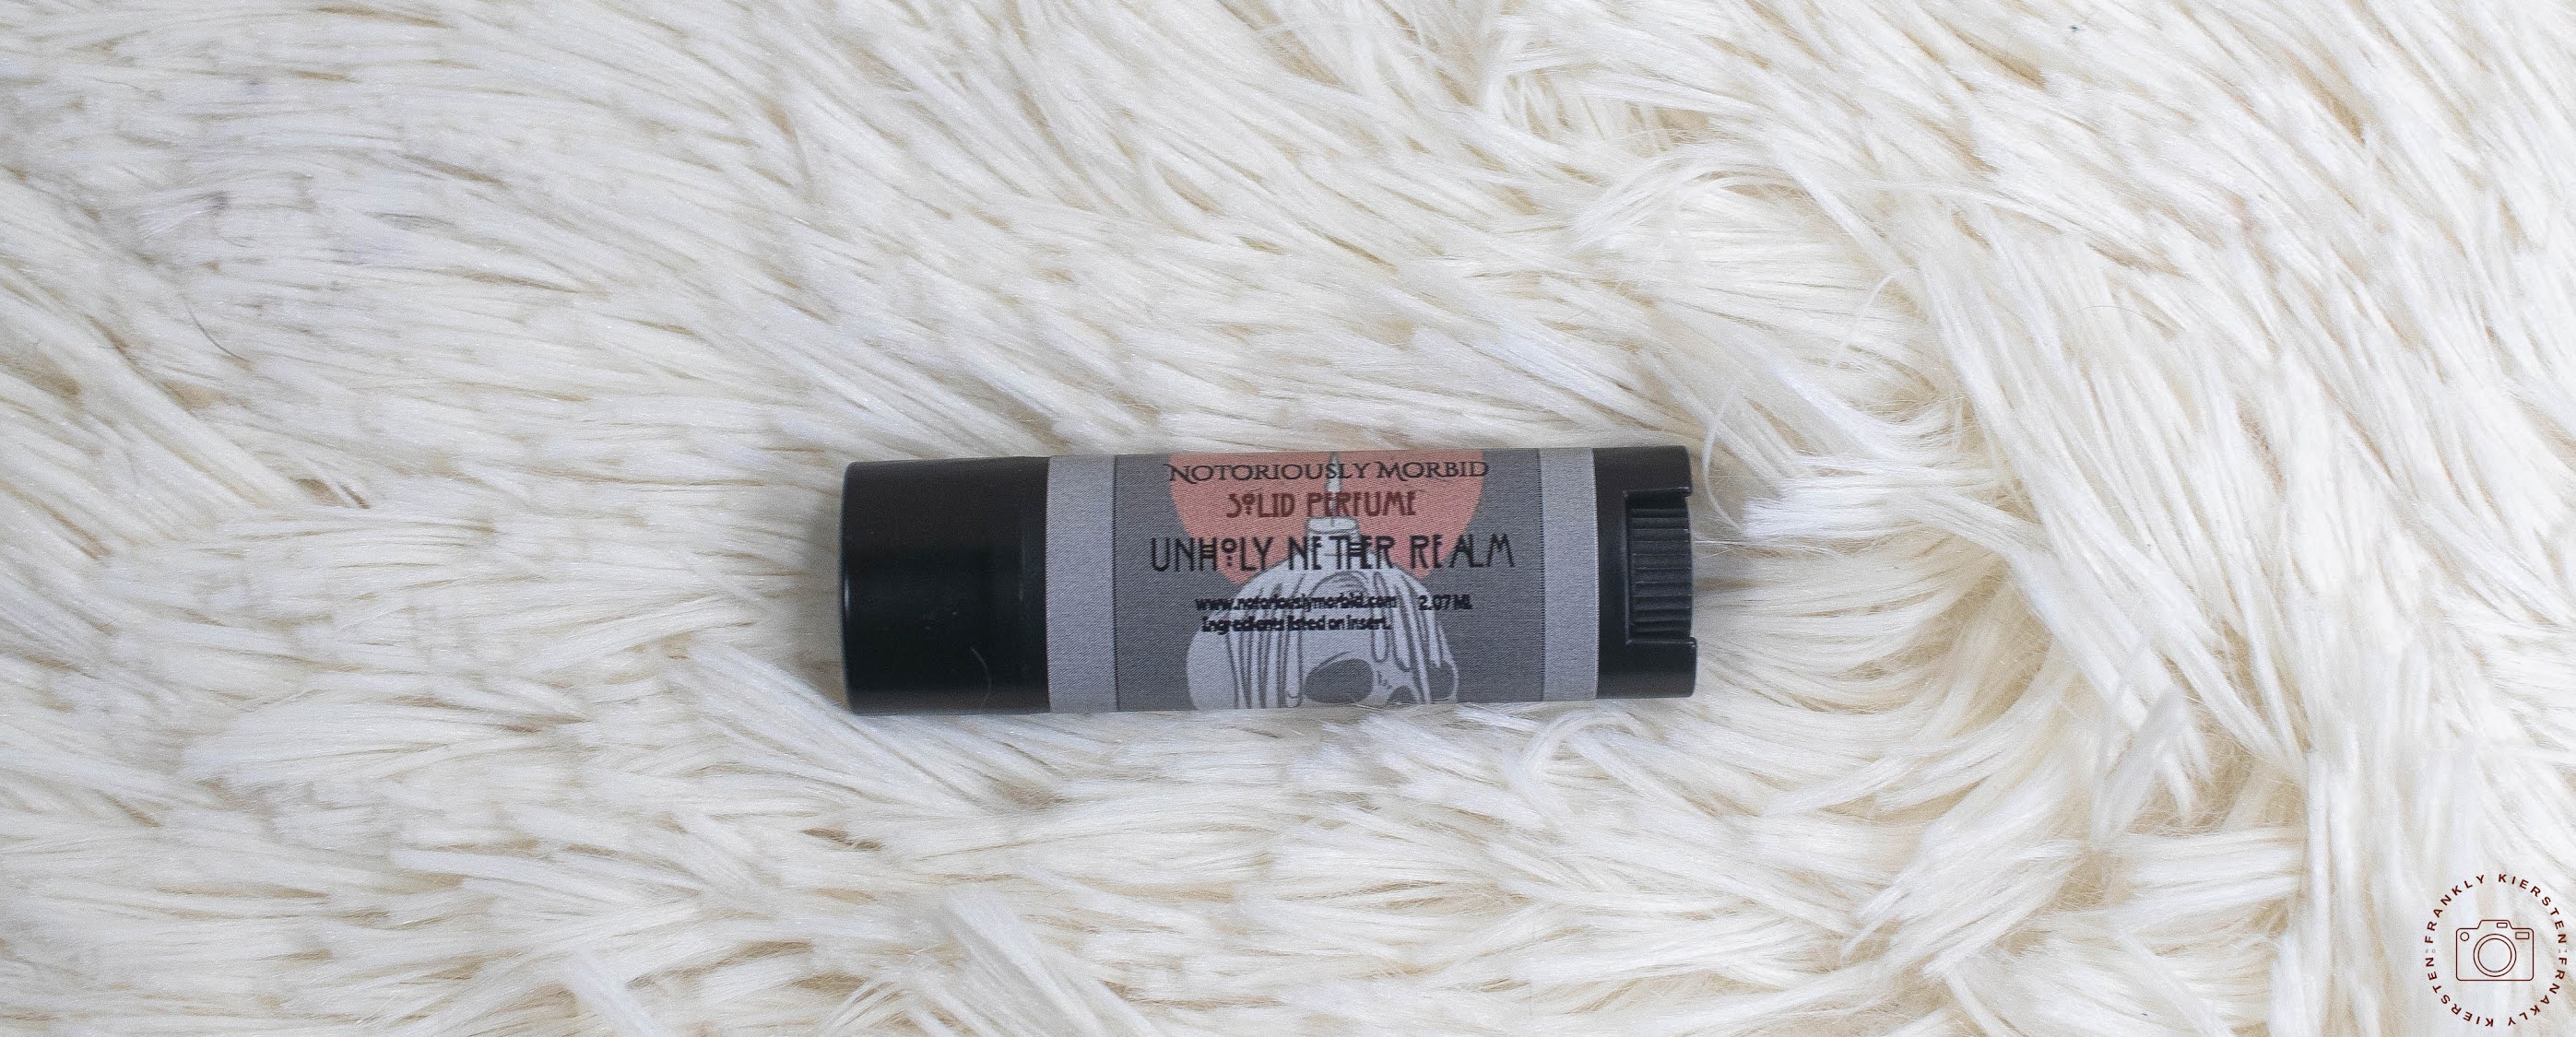 NOTORIOUSLY MORBID
SOLID PERFUME
UNHOLY NETHER REALM
www.notoriouslymorbid.com 2.07 ML
Ingredients listed on insert.
FRANKLY KIERSTEN FRNAKLY KIERSTEN